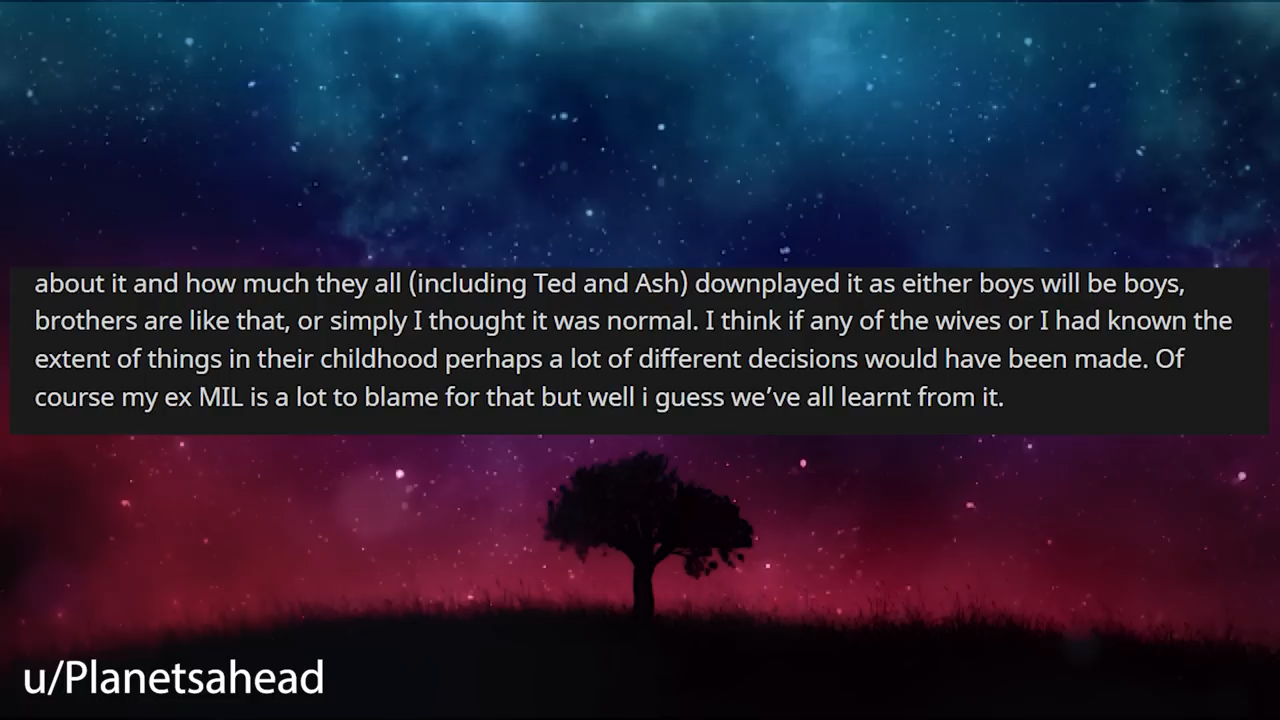 about it and how much they all (including Ted and Ash) downplayed it as either boys will be boys,
brothers are like that, or simply I thought it was normal. I think if any of the wives or I had known the
extent of things in their childhood perhaps a lot of different decisions would have been made. Of
course my ex MIL is a lot to blame for that but well i guess we’ve all learnt from it.
u/Planetsahead